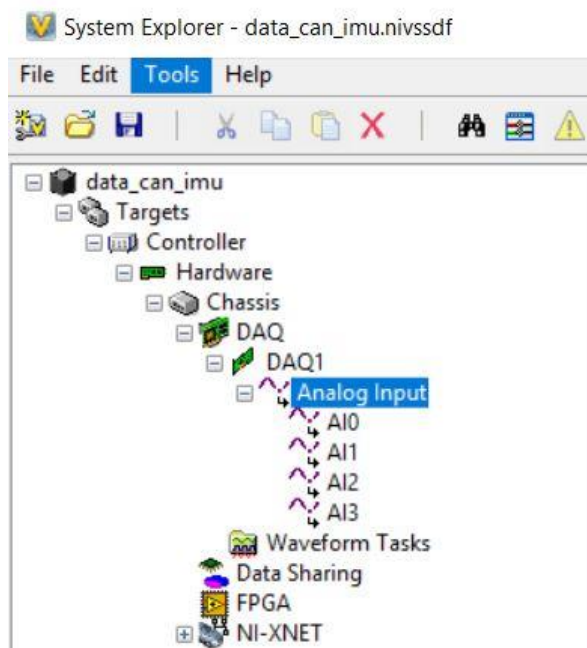 System Explorer - data_can_imu.nivssdf
File Edit Tools Help
data_can_imu
Targets
Controller
Hardware
Chassis
DAQ
DAQ1
Analog Input
AI0
AI1
AI2
AI3
Waveform Tasks
Data Sharing
FPGA
NI-XNET